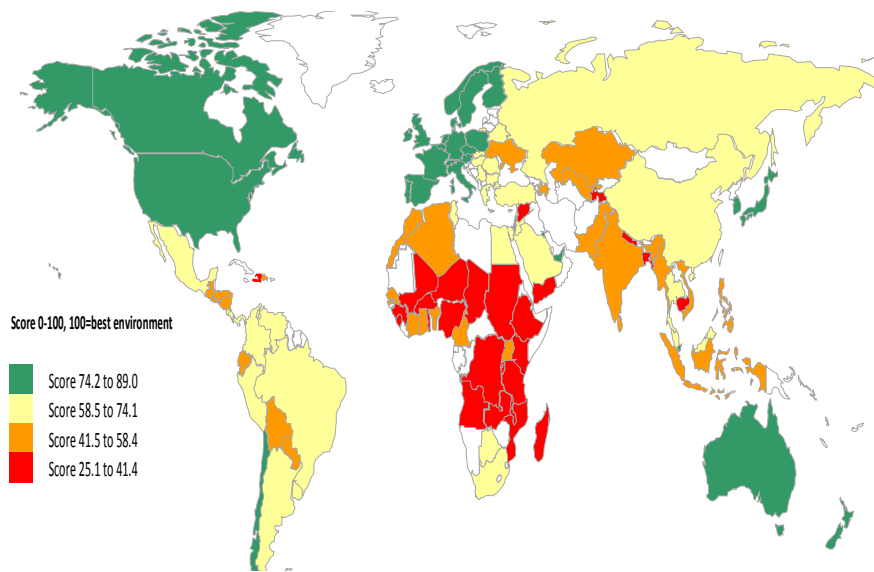 Score 0-100, 100=best environment
Score 74.2 to 89.0
Score 58.5 to 74.1
Score 41.5 to 58.4
Score 25.1 to 41.4